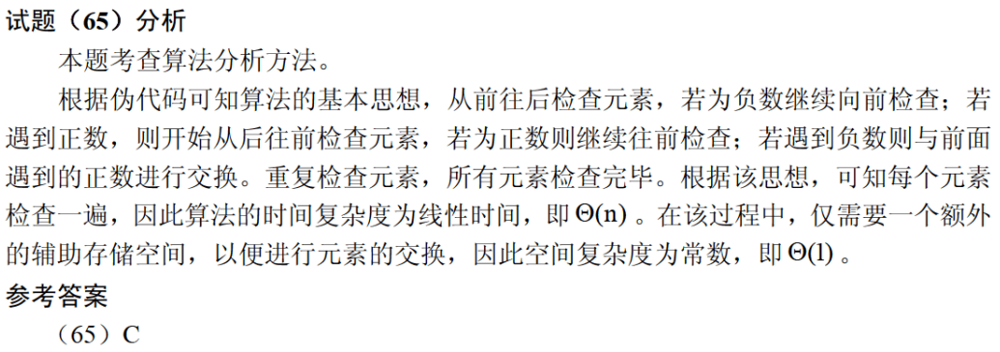 试题（65）分析
本题考查算法分析方法。
根据伪代码可知算法的基本思想，从前往后检查元素，若为负数继续向前检查；若
遇到正数，则开始从后往前检查元素，若为正数则继续往前检查；若遇到负数则与前面
遇到的正数进行交换。重复检查元素，所有元素检查完毕。根据该思想，可知每个元素
检查一遍，因此算法的时间复杂度为线性时间，即 Θ(n) 。在该过程中，仅需要一个额外
的辅助存储空间，以便进行元素的交换，因此空间复杂度为常数，即 Θ(l) 。
参考答案
（65）C